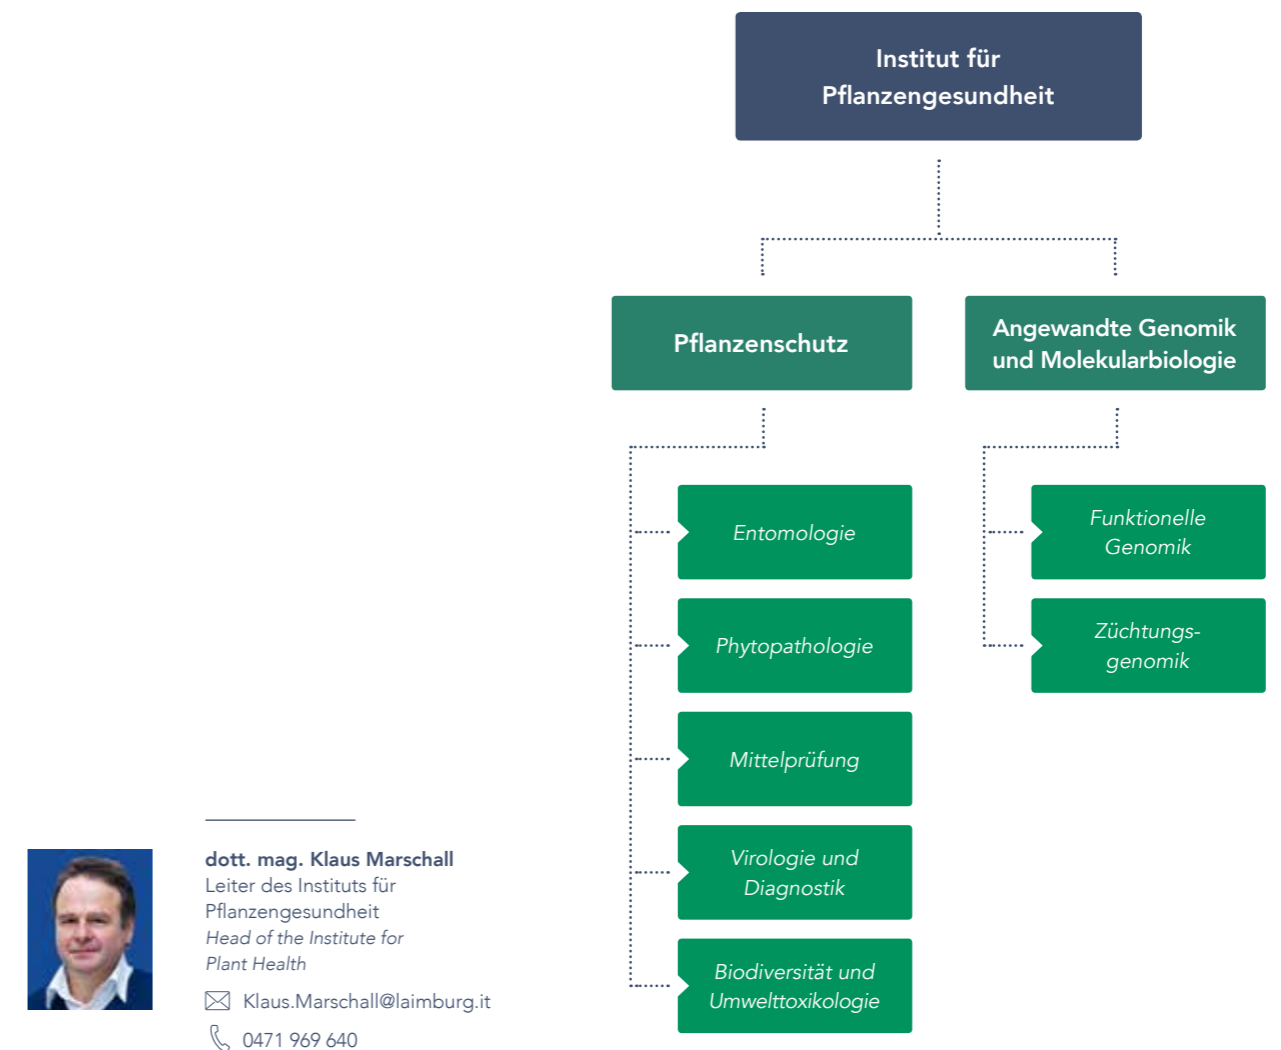 Institut für
Pflanzengesundheit
Pflanzenschutz
Angewandte Genomik
und Molekularbiologie
Entomologie
Phytopathologie
Mittelprüfung
Virologie und
Diagnostik
Biodiversität und
Umwelttoxikologie
Funktionelle
Genomik
Züchtungs-
genomik
dott. mag. Klaus Marschall
Leiter des Instituts für
Pflanzengesundheit
Head of the Institute for
Plant Health
Klaus.Marschall@laimburg.it
0471 969 640